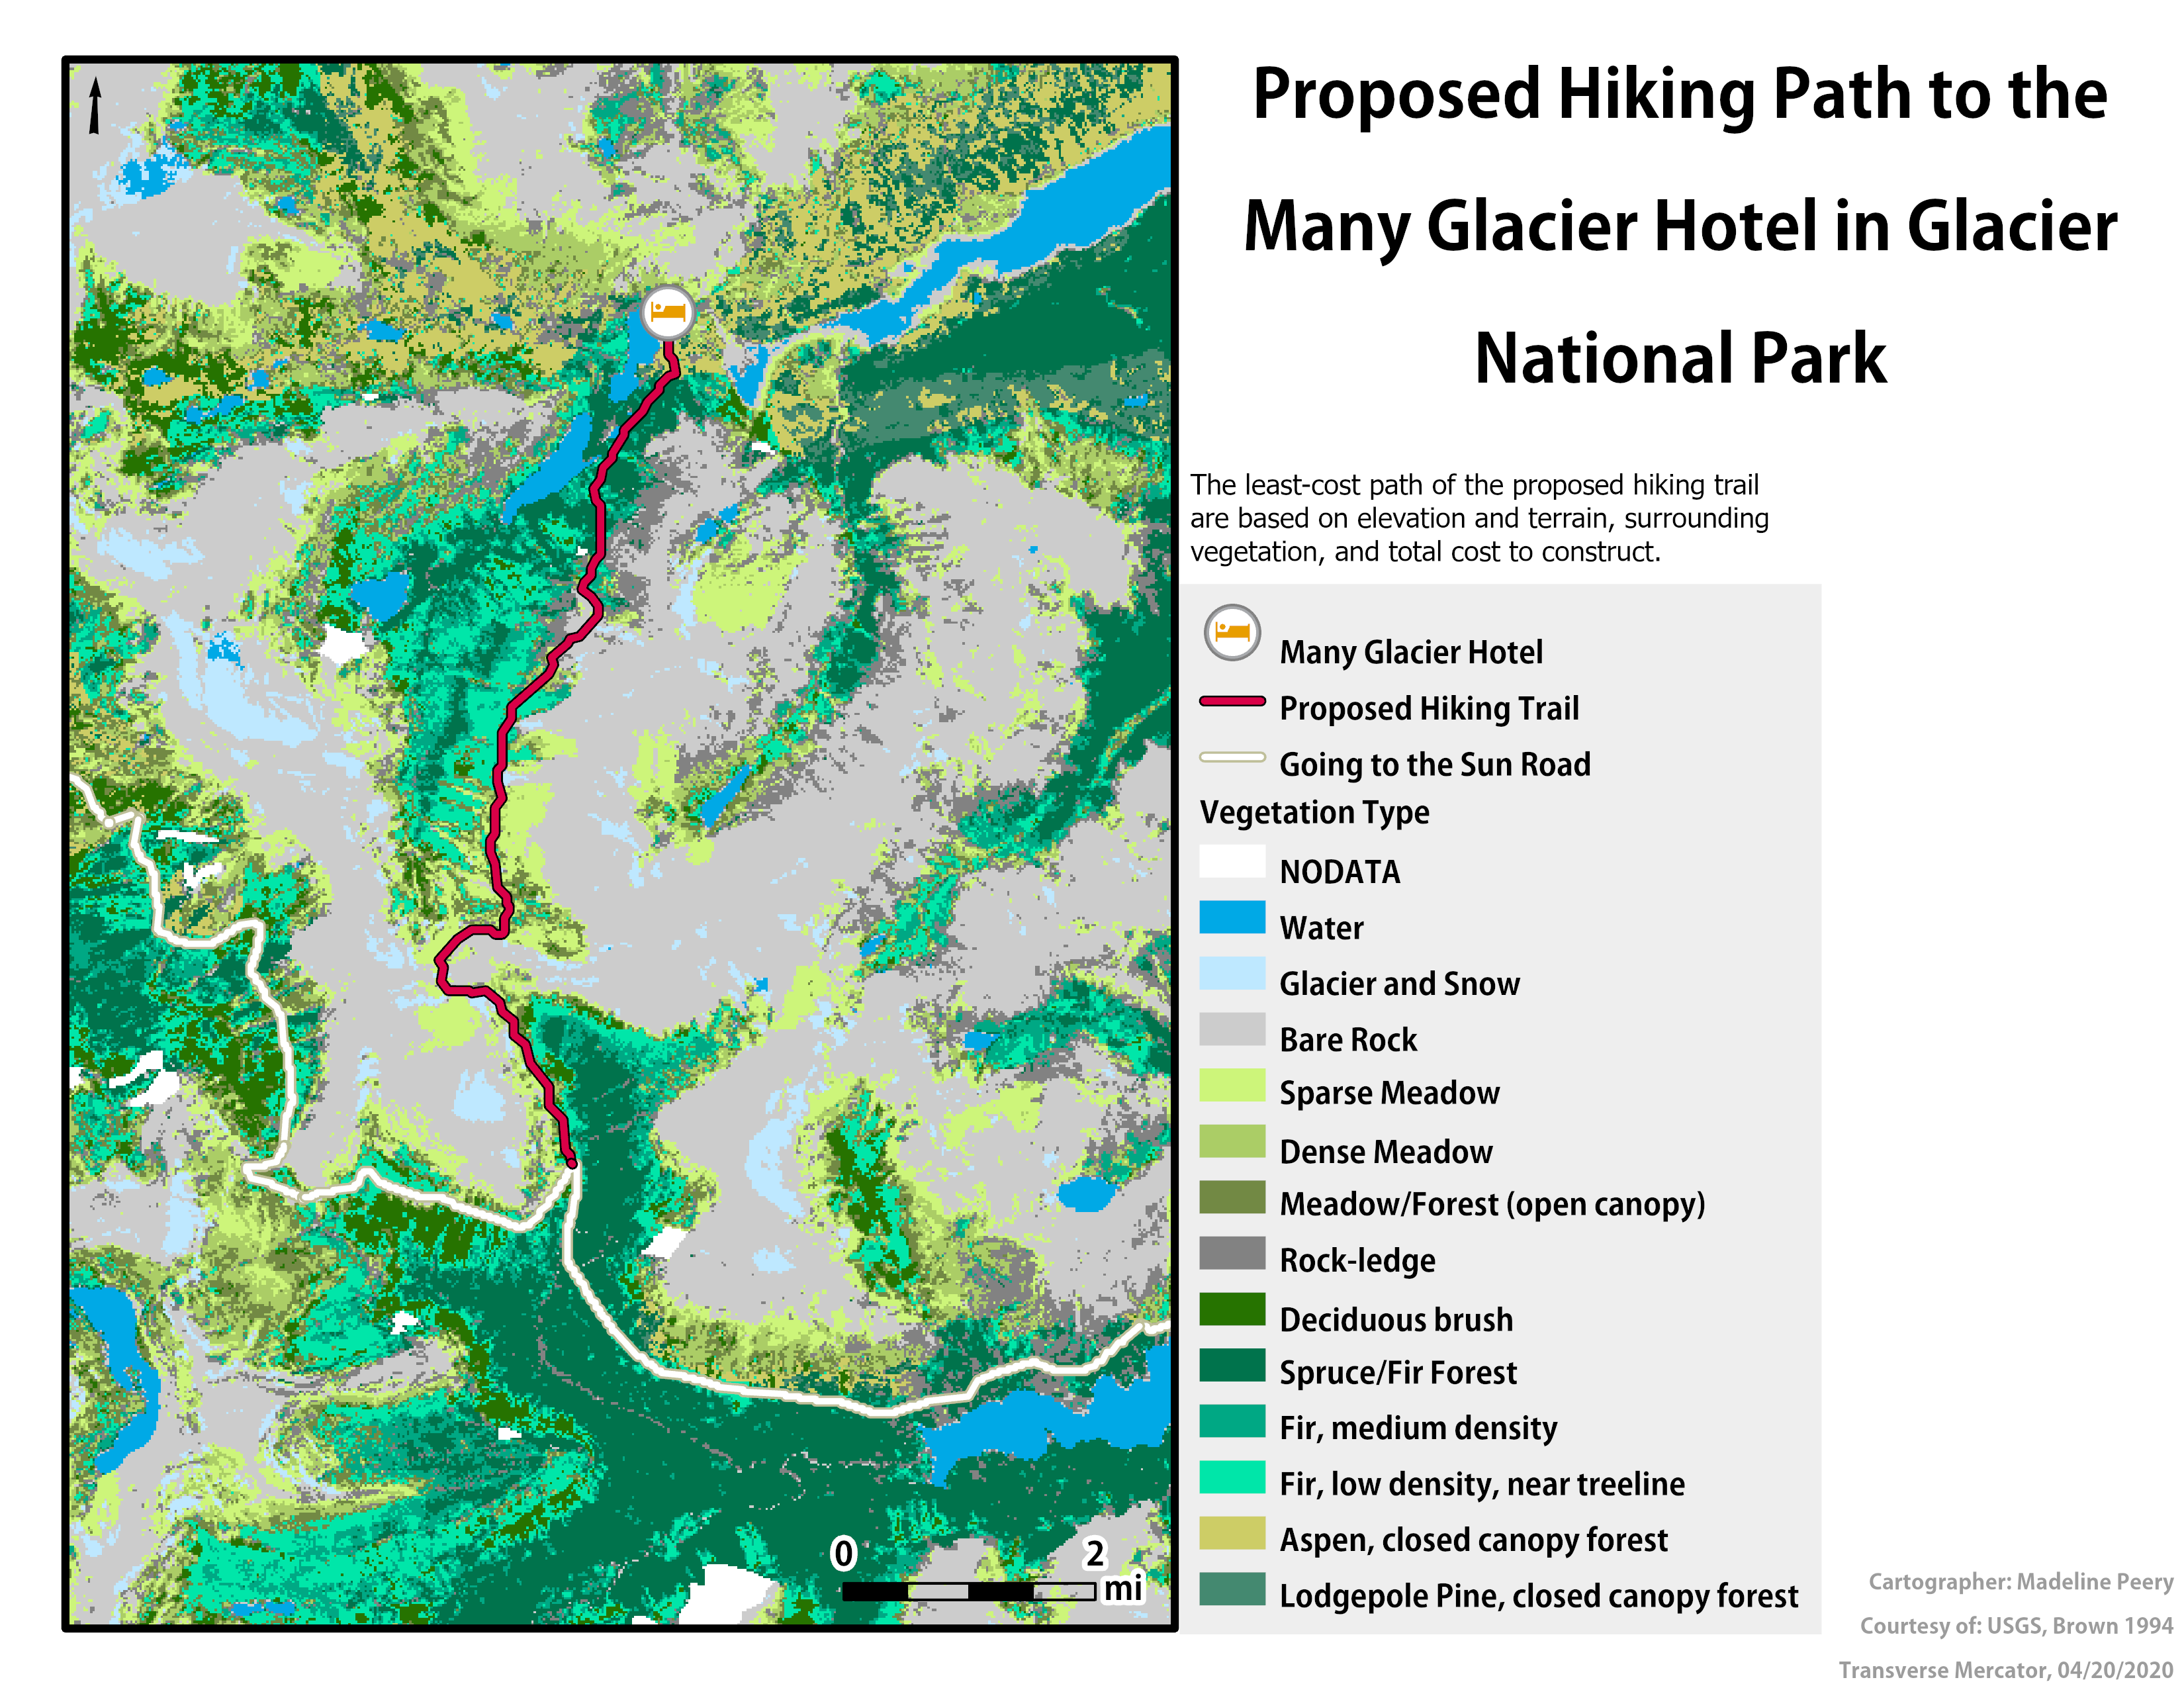 Proposed Hiking Path to the
Many Glacier Hotel in Glacier
National Park
The least-cost path of the proposed hiking trail
are based on elevation and terrain, surrounding
vegetation, and total cost to construct.
Many Glacier Hotel
Proposed Hiking Trail
Going to the Sun Road
Vegetation Type
NODATA
Water
Glacier and Snow
Bare Rock
Sparse Meadow
Dense Meadow
Meadow/Forest (open canopy)
Rock-ledge
Deciduous brush
Spruce/Fir Forest
Fir, medium density
Fir, low density, near treeline
Aspen, closed canopy forest
Lodgepole Pine, closed canopy forest
0 2
mi
Cartographer: Madeline Peery
Courtesy of: USGS, Brown 1994
Transverse Mercator, 04/20/2020